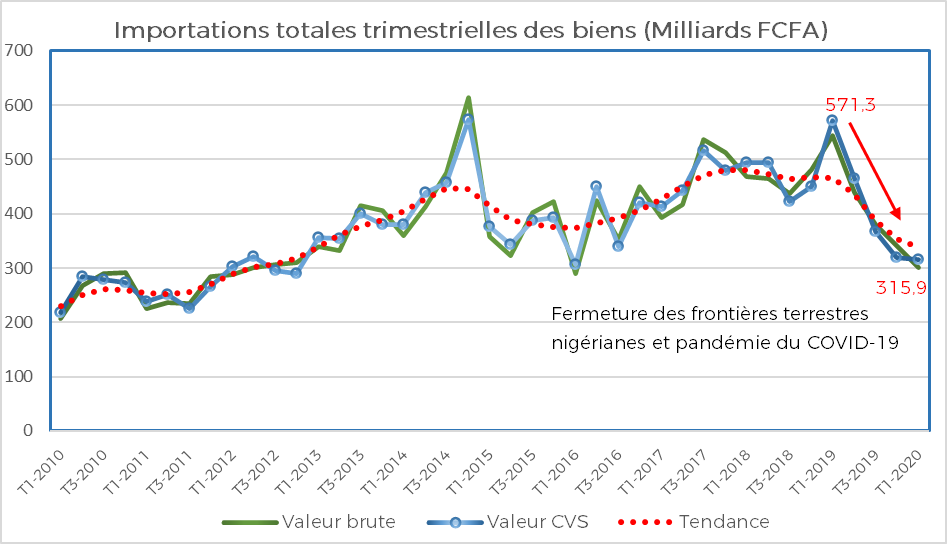 Importations totales trimestrielles des biens (Milliards FCFA)
700
600
500
400
300
200
100
0
571,3
315,9
Fermeture des frontières terrestres
nigérianes et pandémie du COVID-19
T1-2010
T3-2010
T1-2011
T3-2011
T1-2012
T3-2012
T1-2013
T3-2013
T1-2014
T3-2014
T1-2015
T3-2015
T1-2016
T3-2016
T1-2017
T3-2017
T1-2018
T3-2018
T1-2019
T3-2019
T1-2020
Valeur brute
Valeur CVS
Tendance